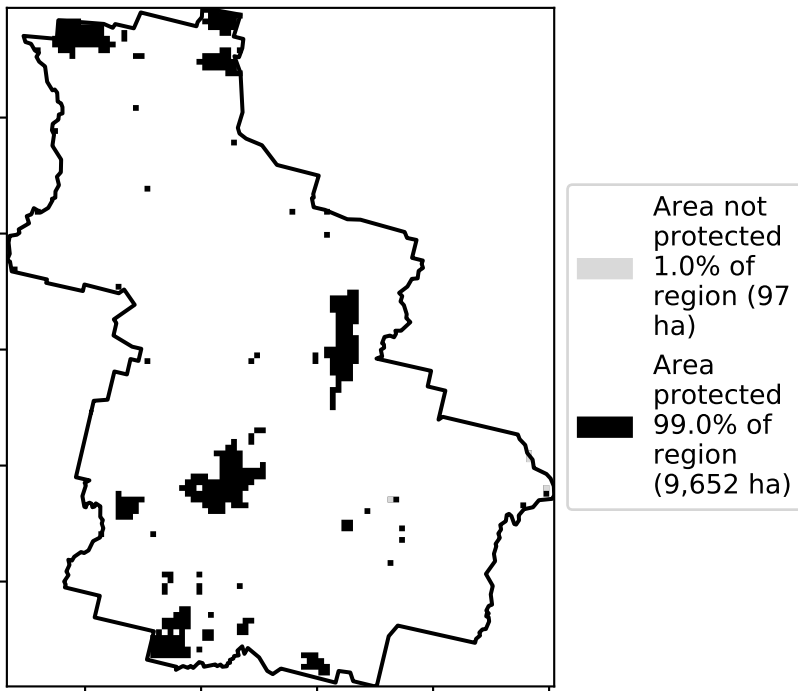 Area not
protected
1.0% of
region (97
ha)
Area
protected
99.0% of
region
(9,652 ha)